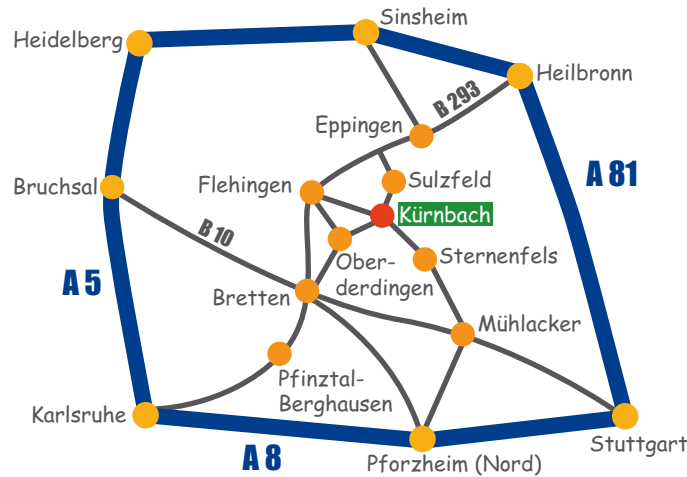 Sinsheim
Heidelberg
Heilbronn
B 293
Eppingen
A 81
Sulzfeld
Bruchsal
Flehingen
Kürnbach
B 10
Ober-
derdingen
Sternenfels
A 5
Bretten
Mühlacker
Pfinztal-
Berghausen
Karlsruhe
Stuttgart
A 8
Pforzheim (Nord)